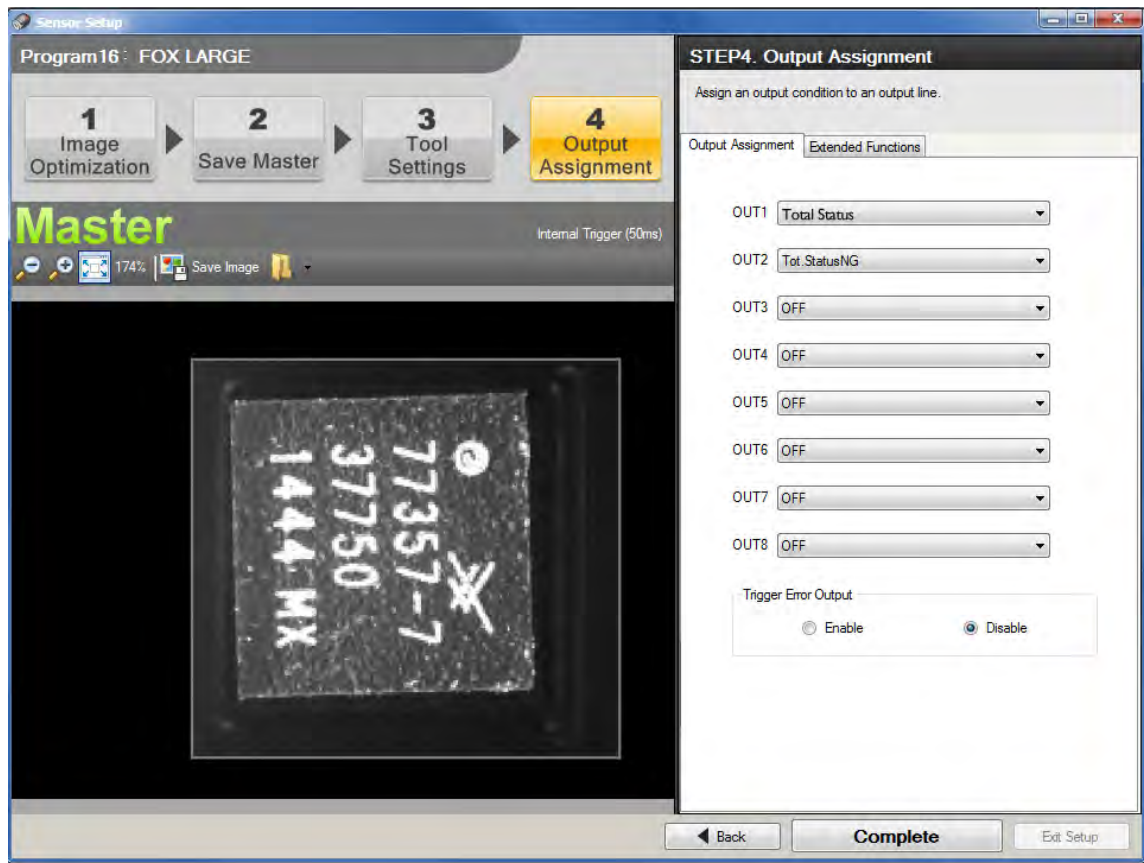 Sensor Setup
Program16 : FOX LARGE
1
Image
Optimization
2
Save Master
3
Tool
Settings
4
Output
Assignment
Master
Internal Trigger (50ms)
174%
Save Image
77357-7
37750
1444 MX
STEP4. Output Assignment
Assign an output condition to an output line.
Output Assignment
Extended Functions
OUT1 Total Status
OUT2 Tot.StatusNG
OUT3 OFF
OUT4 OFF
OUT5 OFF
OUT6 OFF
OUT7 OFF
OUT8 OFF
Trigger Error Output
Enable
Disable
Back
Complete
Exit Setup